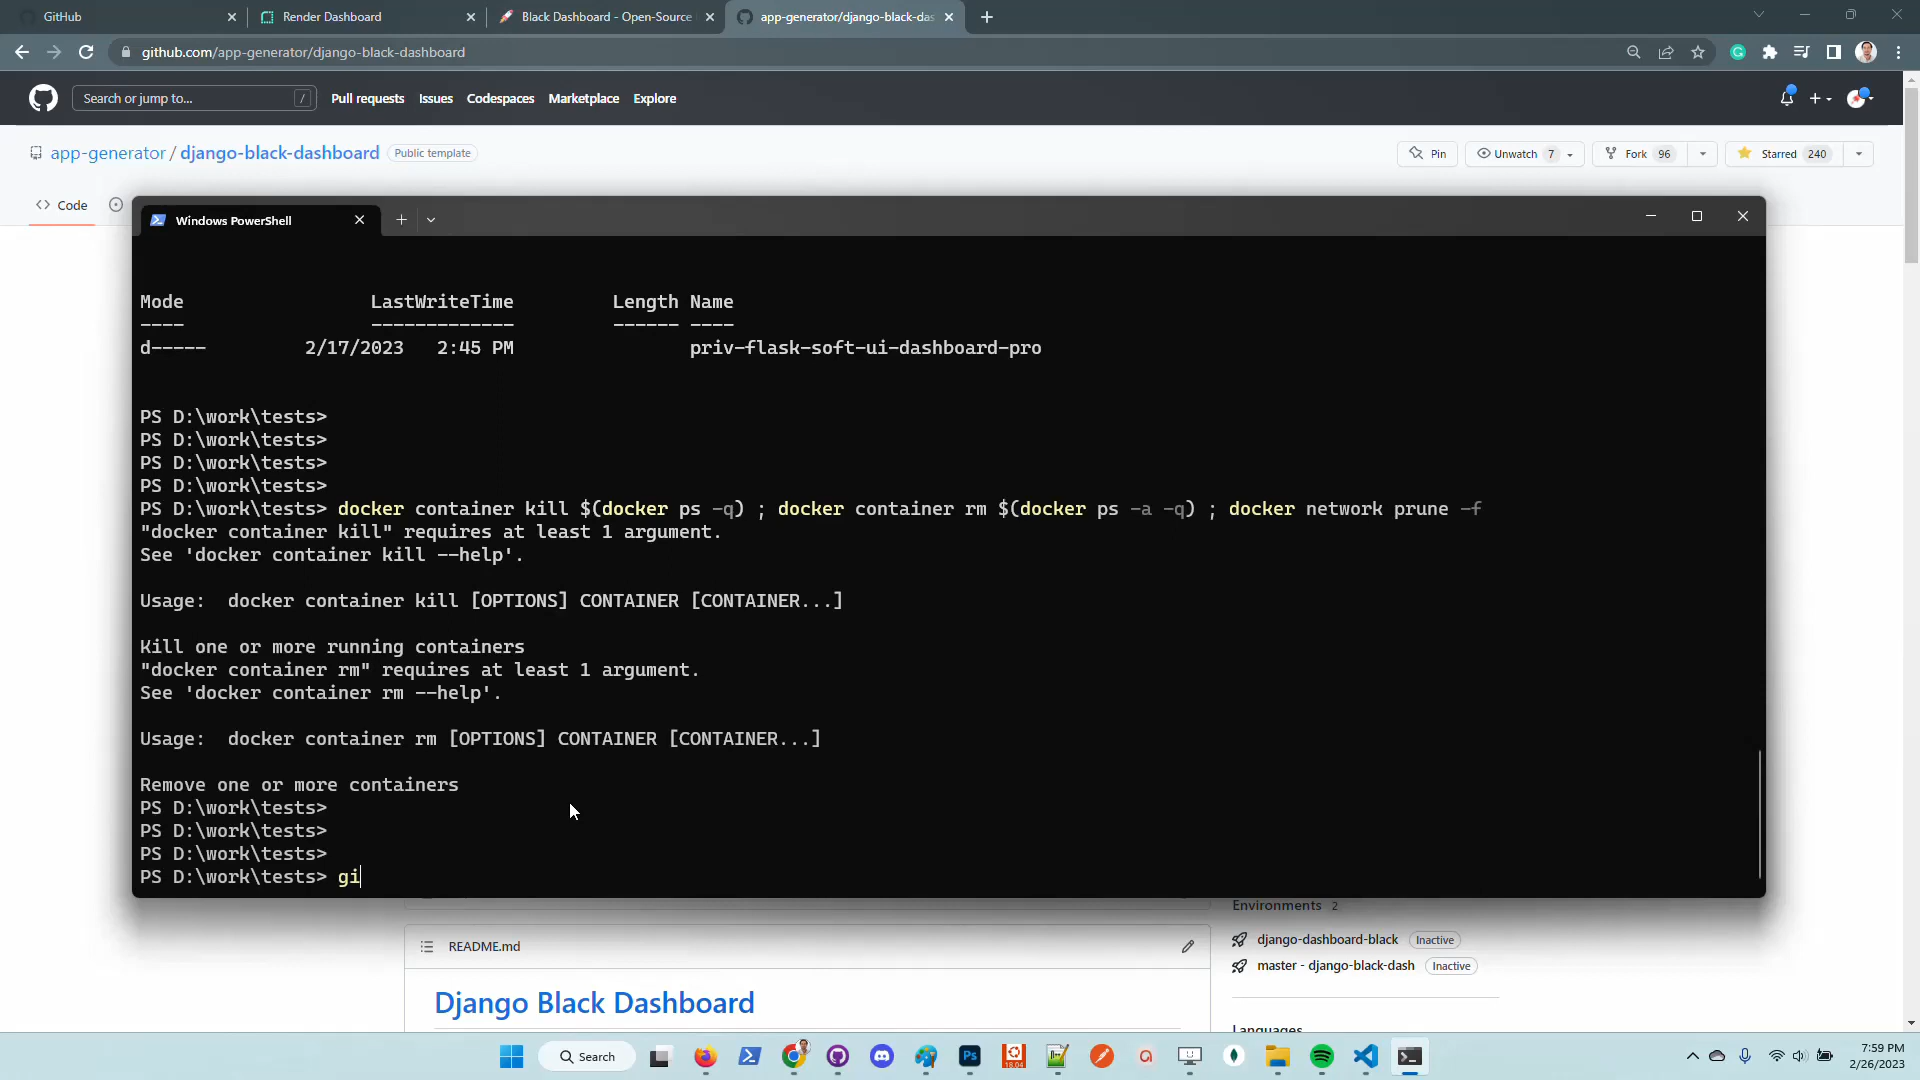 GitHub
Render Dashboard
Black Dashboard - Open-Source
app-generator/django-black-das
github.com/app-generator/django-black-dashboard
Search or jump to... /
Pull requests
Issues
Codespaces
Marketplace
Explore
app-generator / django-black-dashboard
Public template
Pin
Unwatch 7
Fork 96
Starred 240
Code
Windows PowerShell
Mode LastWriteTime Length Name
---- ------------- ------ ----
d----- 2/17/2023 2:45 PM priv-flask-soft-ui-dashboard-pro
PS D:\work\tests>
PS D:\work\tests>
PS D:\work\tests>
PS D:\work\tests>
PS D:\work\tests> docker container kill $(docker ps -q) ; docker container rm $(docker ps -a -q) ; docker network prune -f
"docker container kill" requires at least 1 argument.
See 'docker container kill --help'.
Usage:  docker container kill [OPTIONS] CONTAINER [CONTAINER...]
Kill one or more running containers
"docker container rm" requires at least 1 argument.
See 'docker container rm --help'.
Usage:  docker container rm [OPTIONS] CONTAINER [CONTAINER...]
Remove one or more containers
PS D:\work\tests>
PS D:\work\tests>
PS D:\work\tests>
PS D:\work\tests> gi
Environments 2
django-dashboard-black Inactive
master - django-black-dash Inactive
README.md
Django Black Dashboard
Languages
Search
Ps
18.04
7:59 PM
2/26/2023